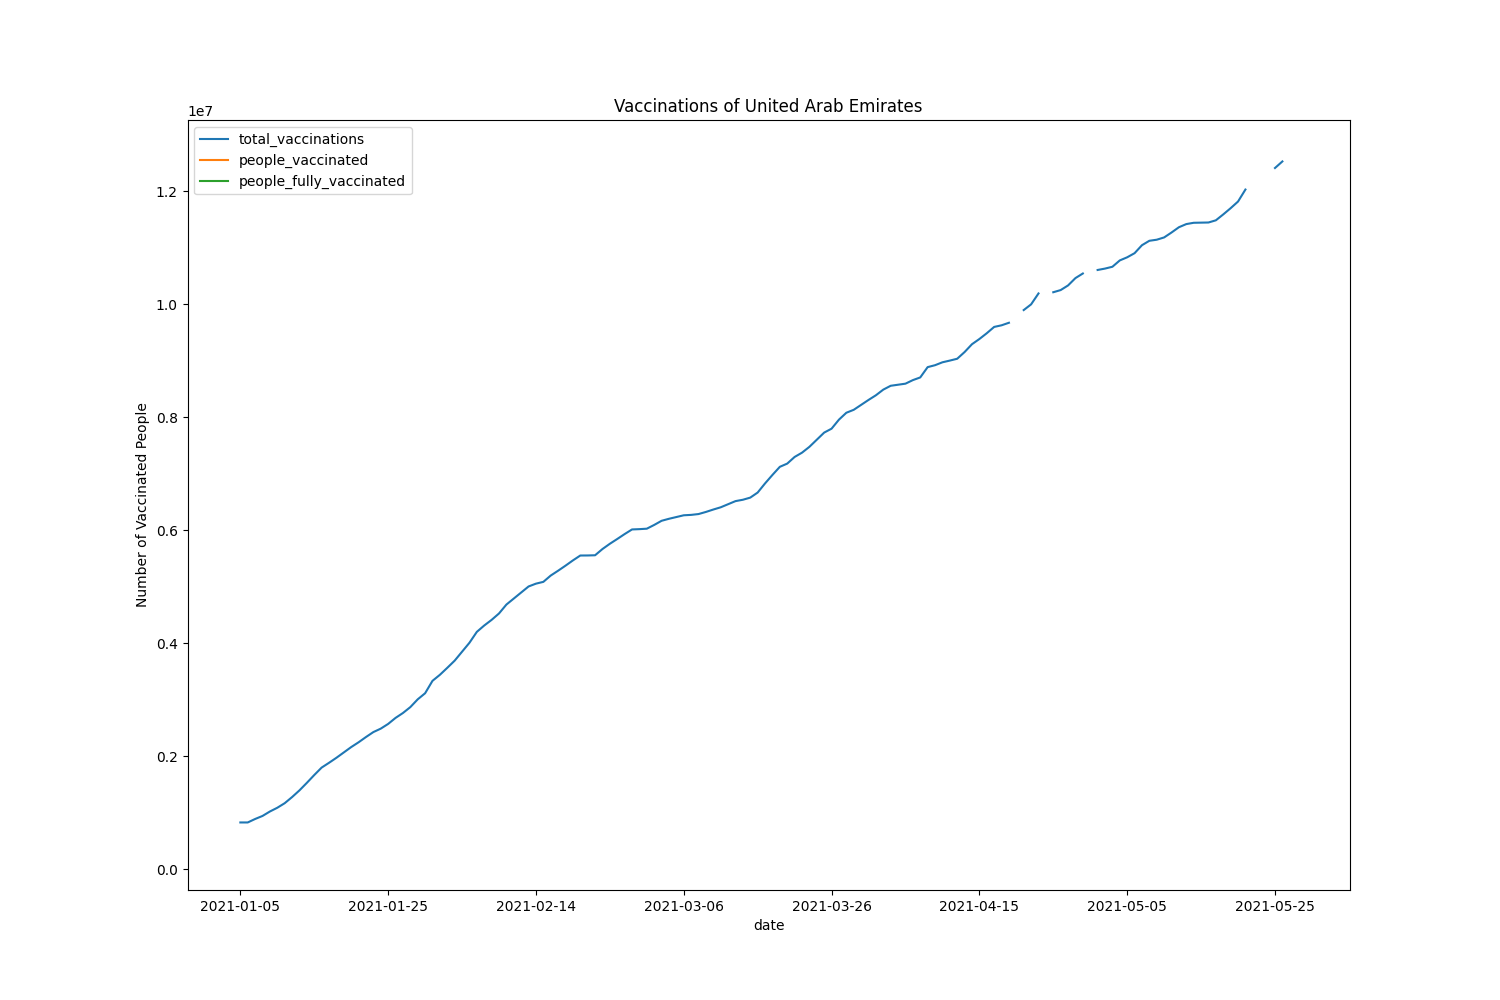 Vaccinations of United Arab Emirates
1e7
total_vaccinations
people_vaccinated
people_fully_vaccinated
1.2
1.0
0.8
0.6
0.4
0.2
0.0
Number of Vaccinated People
2021-01-05 2021-01-25 2021-02-14 2021-03-06 2021-03-26 2021-04-15 2021-05-05 2021-05-25
date